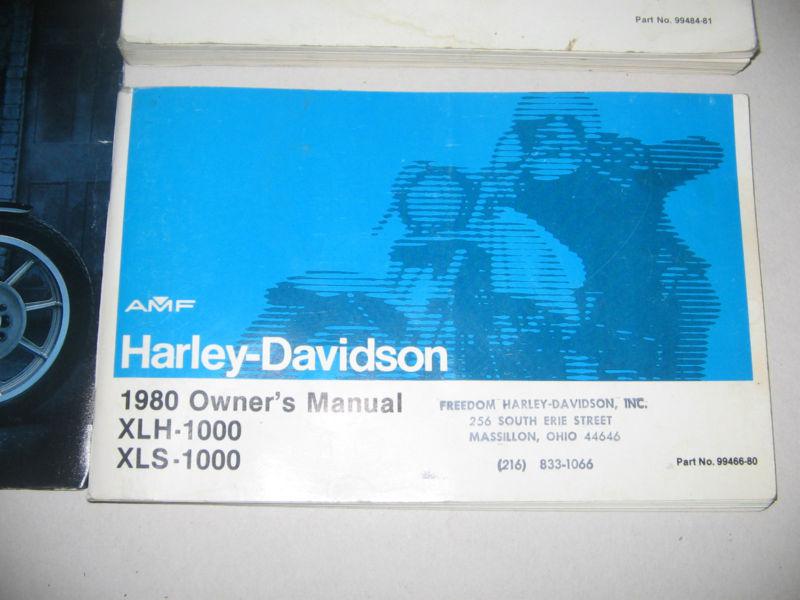 Part No. 99484-81
AMF
Harley-Davidson
1980 Owner's Manual
XLH-1000
XLS-1000
FREEDOM HARLEY-DAVIDSON, INC.
256 SOUTH ERIE STREET
MASSILLON, OHIO 44646
(216) 833-1066
Part No. 99466-80